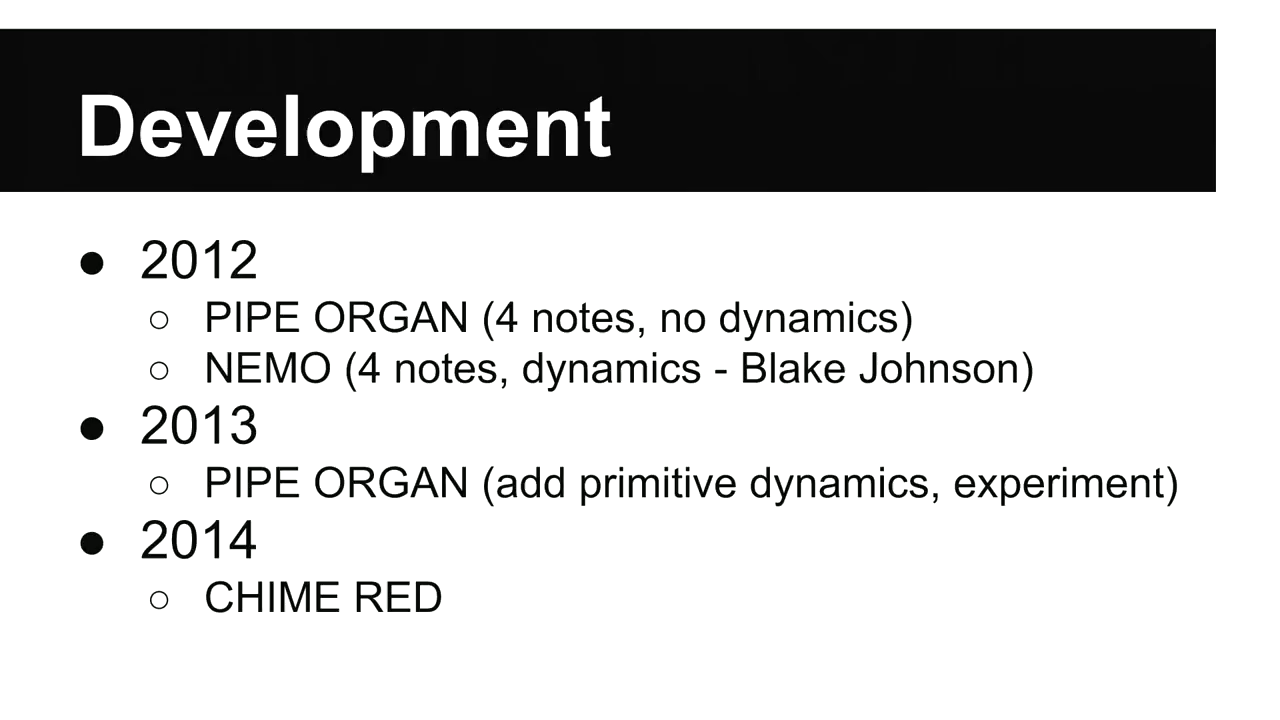 Development
● 2012
○ PIPE ORGAN (4 notes, no dynamics)
○ NEMO (4 notes, dynamics - Blake Johnson)
● 2013
○ PIPE ORGAN (add primitive dynamics, experiment)
● 2014
○ CHIME RED